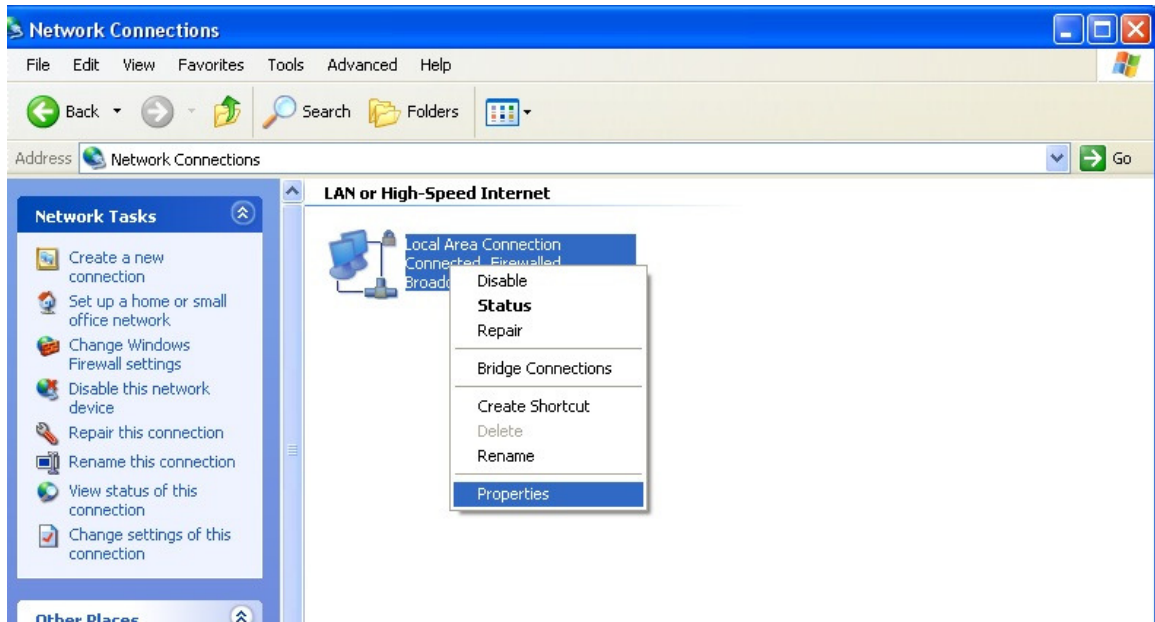 Network Connections
File Edit View Favorites Tools Advanced Help
Back Search Folders
Address Network Connections Go
Network Tasks
Create a new
connection
Set up a home or small
office network
Change Windows
Firewall settings
Disable this network
device
Repair this connection
Rename this connection
View status of this
connection
Change settings of this
connection
Other Places
LAN or High-Speed Internet
Local Area Connection
Connected, Firewalled
Disable
Status
Repair
Bridge Connections
Create Shortcut
Delete
Rename
Properties